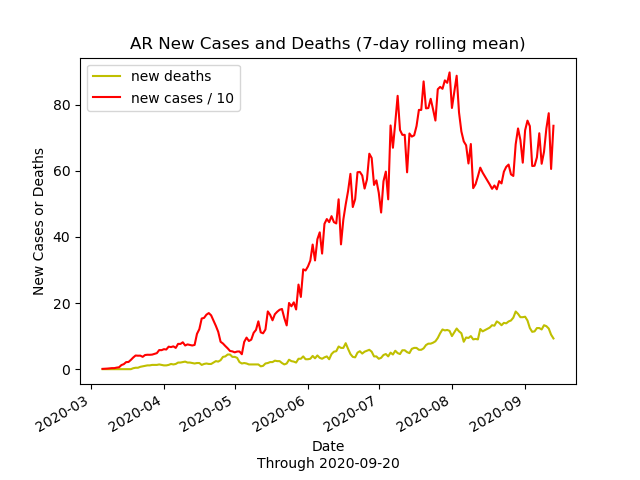 AR New Cases and Deaths (7-day rolling mean)
new deaths
new cases / 10
New Cases or Deaths
80
60
40
20
0
2020-03
2020-04
2020-05
2020-06
2020-07
2020-08
2020-09
Date
Through 2020-09-20